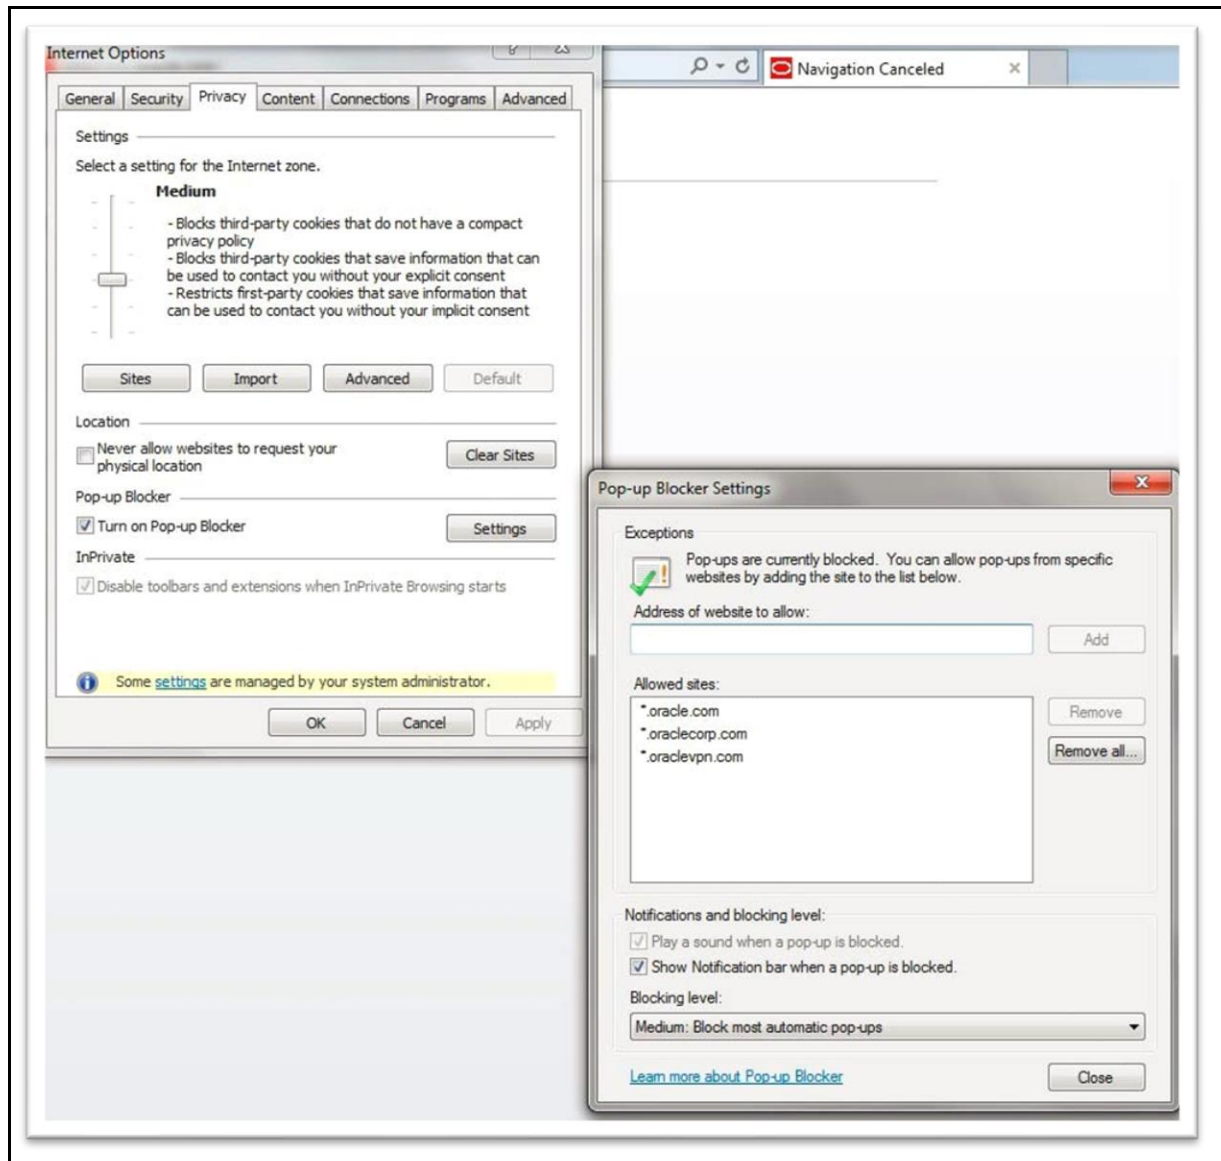 Internet Options
Navigation Canceled
General Security Privacy Content Connections Programs Advanced
Settings
Select a setting for the Internet zone.
Medium
- Blocks third-party cookies that do not have a compact
privacy policy
- Blocks third-party cookies that save information that can
be used to contact you without your explicit consent
- Restricts first-party cookies that save information that
can be used to contact you without your implicit consent
Sites Import Advanced Default
Location
Never allow websites to request your
physical location
Clear Sites
Pop-up Blocker
Turn on Pop-up Blocker
Settings
InPrivate
Disable toolbars and extensions when InPrivate Browsing starts
Some settings are managed by your system administrator.
OK Cancel Apply
Pop-up Blocker Settings
Exceptions
Pop-ups are currently blocked. You can allow pop-ups from specific
websites by adding the site to the list below.
Address of website to allow:
Add
Allowed sites:
*.oracle.com
*.oraclecorp.com
*.oraclevpn.com
Remove
Remove all...
Notifications and blocking level:
Play a sound when a pop-up is blocked.
Show Notification bar when a pop-up is blocked.
Blocking level:
Medium: Block most automatic pop-ups
Learn more about Pop-up Blocker
Close